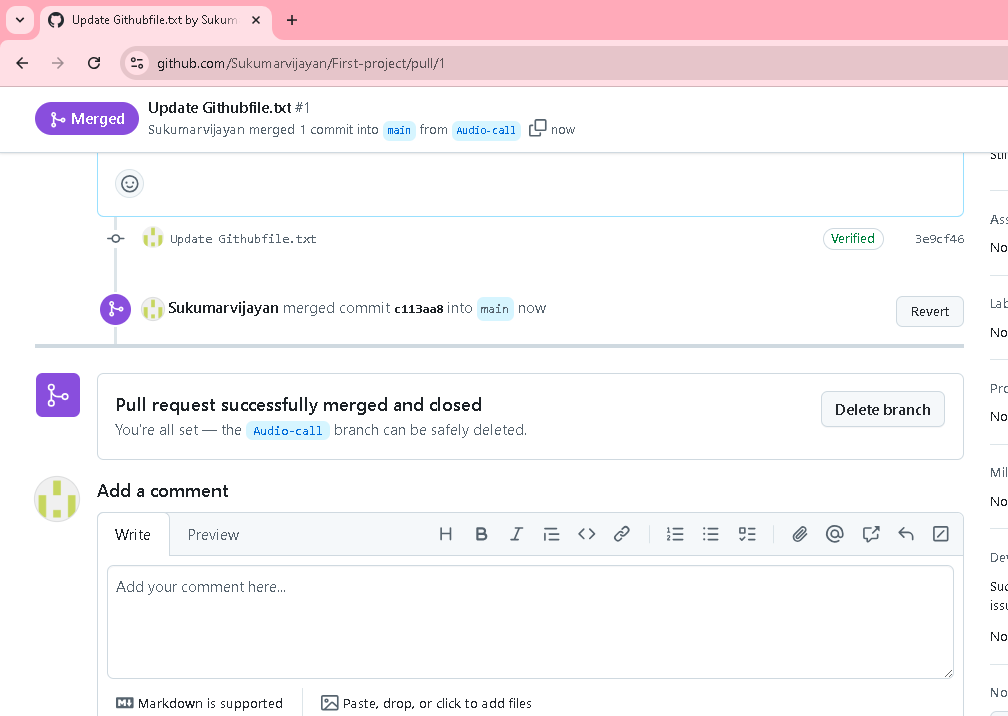 Update Githubfile.txt by Sukum
github.com/Sukumarvijayan/First-project/pull/1
Merged
Update Githubfile.txt #1
Sukumarvijayan merged 1 commit into main from Audio-call now
Update Githubfile.txt
Verified
3e9cf46
Sukumarvijayan merged commit c113aa8 into main now
Revert
Pull request successfully merged and closed
You're all set — the Audio-call branch can be safely deleted.
Delete branch
Add a comment
Write
Preview
Add your comment here...
Markdown is supported
Paste, drop, or click to add files
Ass
No
Lab
No
Pro
No
Mil
No
Dev
Suc
issu
No
No